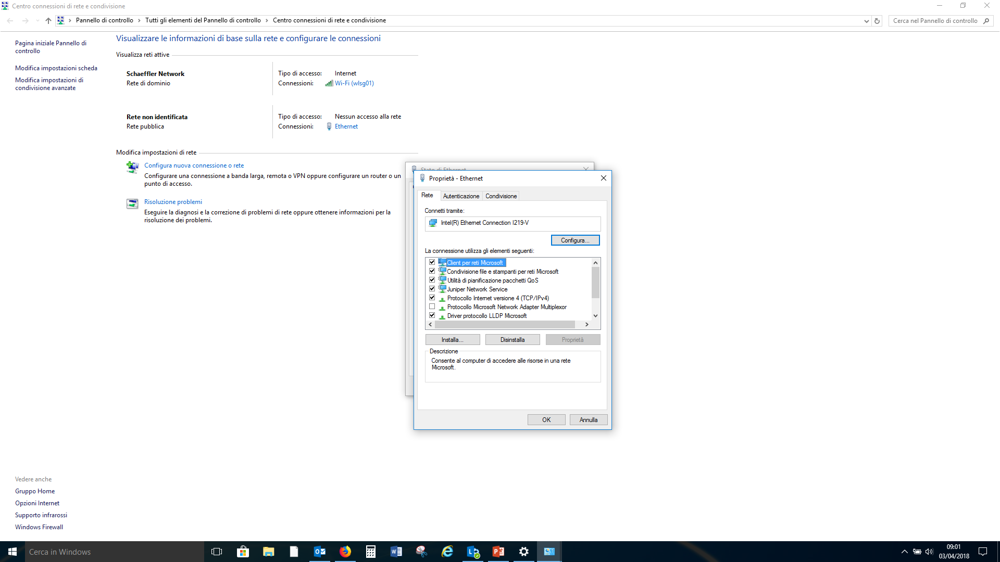 Centro connessioni di rete e condivisione
Pannello di controllo
Tutti gli elementi del Pannello di controllo
Centro connessioni di rete e condivisione
Cerca nel Pannello di controllo
Pagina iniziale Pannello di
controllo
Modifica impostazioni scheda
Modifica impostazioni di
condivisione avanzate
Visualizzare le informazioni di base sulla rete e configurare le connessioni
Visualizza reti attive
Schaeffler Network
Rete di dominio
Tipo di accesso: Internet
Connessioni: Wi-Fi (wlsg01)
Rete non identificata
Rete pubblica
Tipo di accesso: Nessun accesso alla rete
Connessioni: Ethernet
Modifica impostazioni di rete
Configura nuova connessione o rete
Configurare una connessione a banda larga, remota o VPN oppure configurare un router o un
punto di accesso.
Risoluzione problemi
Eseguire la diagnosi e la correzione di problemi di rete oppure ottenere informazioni per la
risoluzione dei problemi.
Stato di Ethernet
Proprietà - Ethernet
Rete
Autenticazione
Condivisione
Connetti tramite:
Intel(R) Ethernet Connection I219-V
Configura...
La connessione utilizza gli elementi seguenti:
Client per reti Microsoft
Condivisione file e stampanti per reti Microsoft
Utilità di pianificazione pacchetti QoS
Juniper Network Service
Protocollo Internet versione 4 (TCP/IPv4)
Protocollo Microsoft Network Adapter Multiplexor
Driver protocollo LLDP Microsoft
Installa...
Disinstalla
Proprietà
Descrizione
Consente al computer di accedere alle risorse in una rete
Microsoft.
OK
Annulla
Vedere anche
Gruppo Home
Opzioni Internet
Supporto infrarossi
Windows Firewall
Cerca in Windows
09:01
03/04/2018